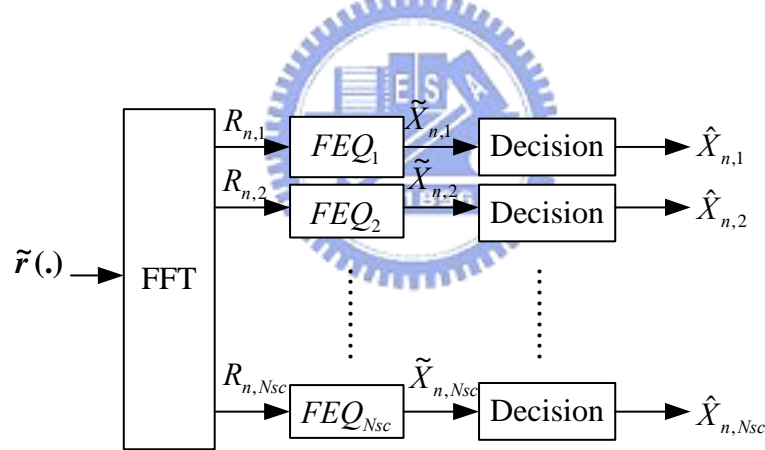 R_{n,1} FEQ_1 X̃_{n,1} Decision X̂_{n,1}
R_{n,2} FEQ_2 X̃_{n,2} Decision X̂_{n,2}
r̃(.) FFT
R_{n,Nsc} FEQ_{Nsc} X̃_{n,Nsc} Decision X̂_{n,Nsc}
E S A